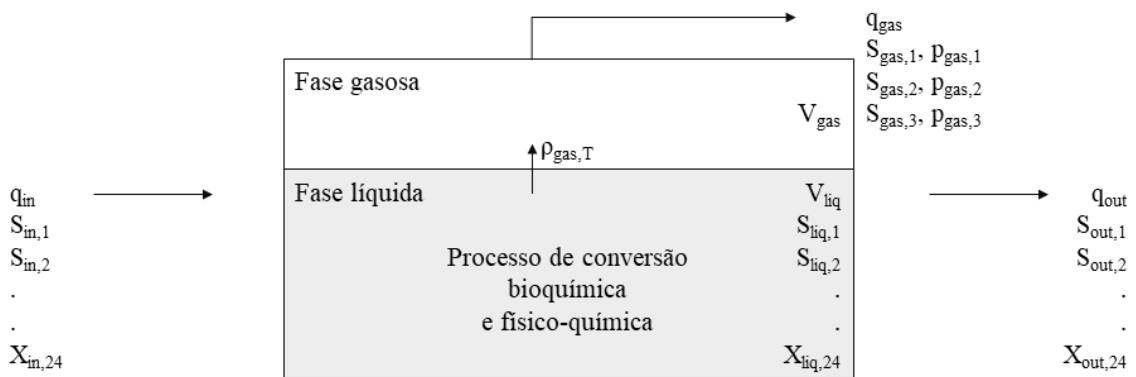 q_gas
S_gas,1, p_gas,1
S_gas,2, p_gas,2
S_gas,3, p_gas,3
Fase gasosa
V_gas
ρ_gas,T
Fase líquida
V_liq
S_liq,1
S_liq,2
.
.
X_liq,24
Processo de conversão
bioquímica
e físico-química
q_in
S_in,1
S_in,2
.
.
X_in,24
q_out
S_out,1
S_out,2
.
.
X_out,24